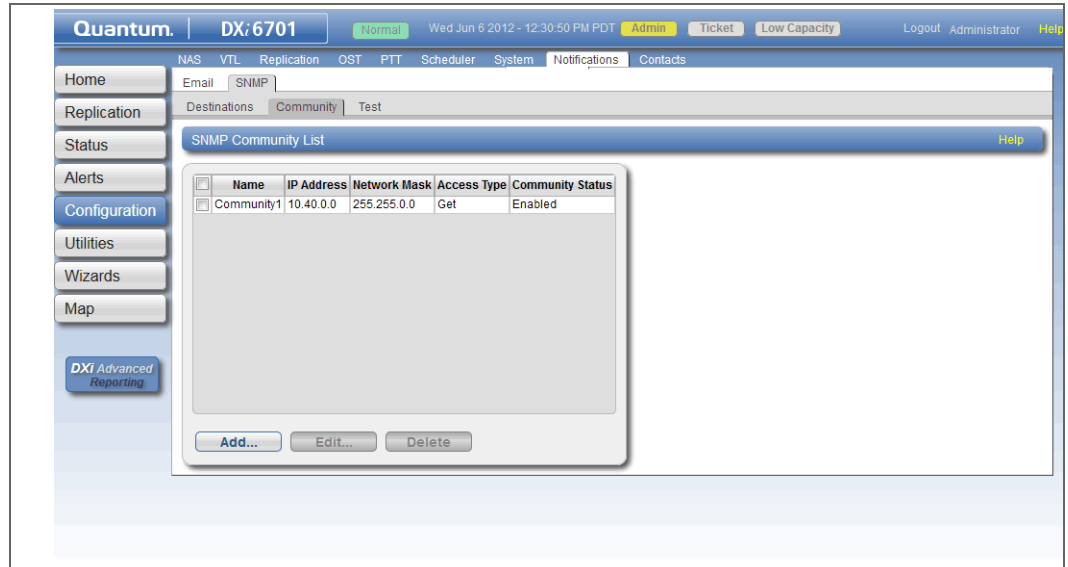 Quantum. DXi6701 Normal Wed Jun 6 2012 - 12:30:50 PM PDT Admin Ticket Low Capacity Logout Administrator Help
NAS VTL Replication OST PTT Scheduler System Notifications Contacts
Home
Replication
Status
Alerts
Configuration
Utilities
Wizards
Map
DXi Advanced
Reporting
Email SNMP
Destinations Community Test
SNMP Community List Help
Name IP Address Network Mask Access Type Community Status
Community1 10.40.0.0 255.255.0.0 Get Enabled
Add... Edit... Delete